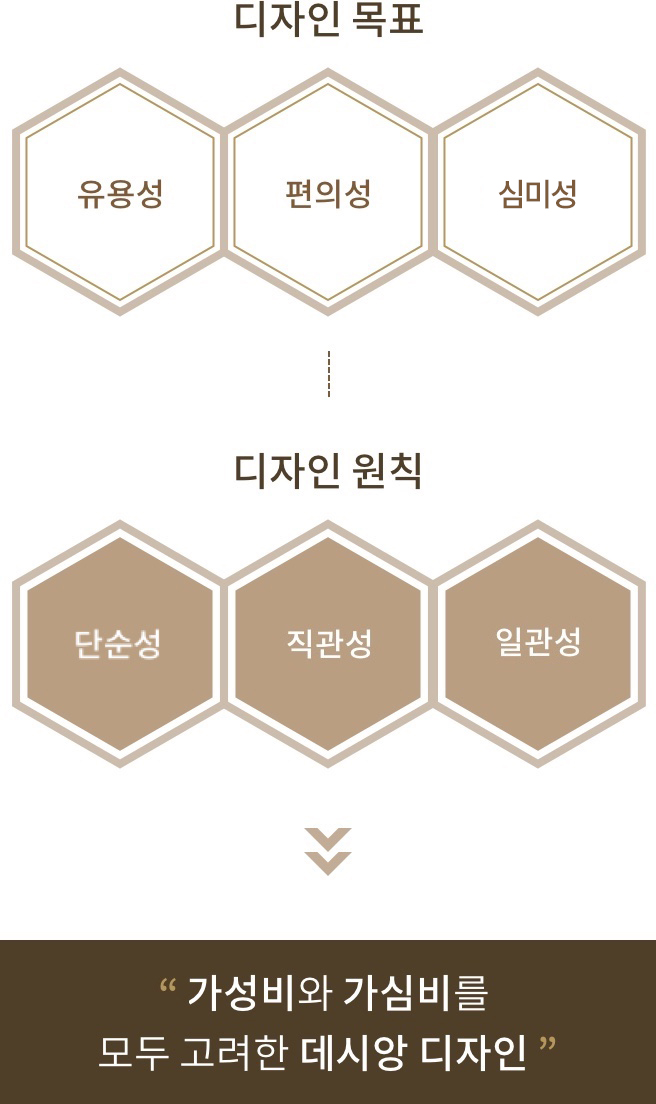 디자인 목표
유용성
편의성
심미성
디자인 원칙
단순성
직관성
일관성
“ 가성비와 가심비를
모두 고려한 데시앙 디자인 ”